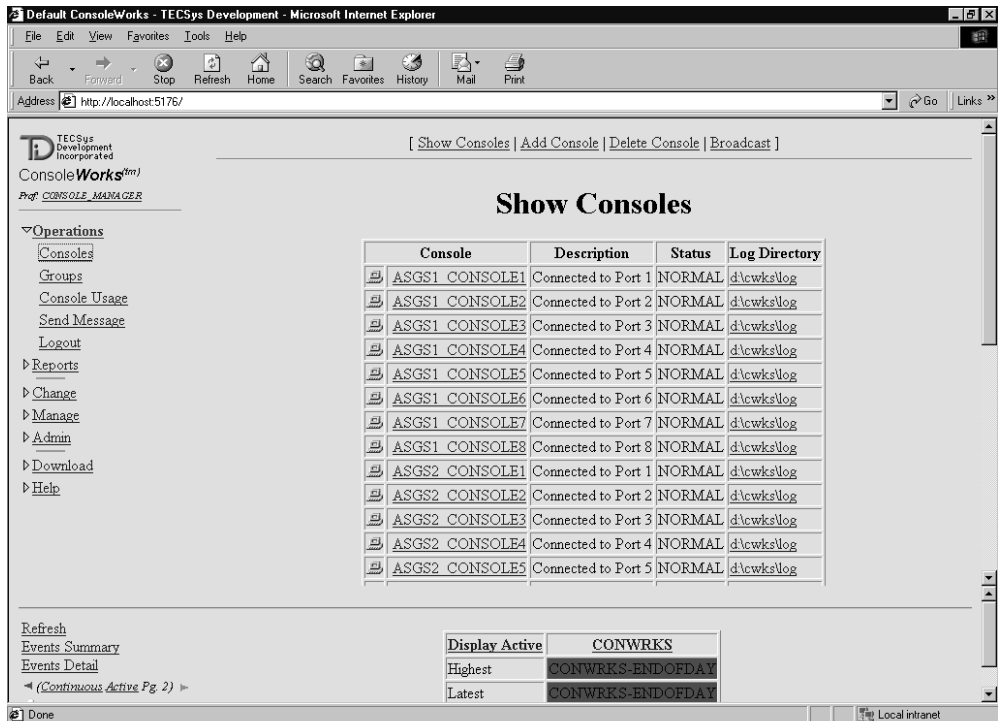 Default ConsoleWorks - TECSys Development - Microsoft Internet Explorer
File Edit View Favorites Tools Help
Back Forward Stop Refresh Home Search Favorites History Mail Print
Address http://localhost:5176/ Go Links »
TECSys
Development
Incorporated
ConsoleWorks(tm)
Prof: CONSOLE_MANAGER
Operations
Consoles
Groups
Console Usage
Send Message
Logout
Reports
Change
Manage
Admin
Download
Help
[ Show Consoles | Add Console | Delete Console | Broadcast ]
Show Consoles
Console Description Status Log Directory
ASGS1_CONSOLE1 Connected to Port 1 NORMAL d:\cwks\log
ASGS1_CONSOLE2 Connected to Port 2 NORMAL d:\cwks\log
ASGS1_CONSOLE3 Connected to Port 3 NORMAL d:\cwks\log
ASGS1_CONSOLE4 Connected to Port 4 NORMAL d:\cwks\log
ASGS1_CONSOLE5 Connected to Port 5 NORMAL d:\cwks\log
ASGS1_CONSOLE6 Connected to Port 6 NORMAL d:\cwks\log
ASGS1_CONSOLE7 Connected to Port 7 NORMAL d:\cwks\log
ASGS1_CONSOLE8 Connected to Port 8 NORMAL d:\cwks\log
ASGS2_CONSOLE1 Connected to Port 1 NORMAL d:\cwks\log
ASGS2_CONSOLE2 Connected to Port 2 NORMAL d:\cwks\log
ASGS2_CONSOLE3 Connected to Port 3 NORMAL d:\cwks\log
ASGS2_CONSOLE4 Connected to Port 4 NORMAL d:\cwks\log
ASGS2_CONSOLE5 Connected to Port 5 NORMAL d:\cwks\log
Refresh
Events Summary
Events Detail
(Continuous Active Pg. 2)
Display Active CONWRKS
Highest CONWRKS-ENDOFDAY
Latest CONWRKS-ENDOFDAY
Done Local intranet